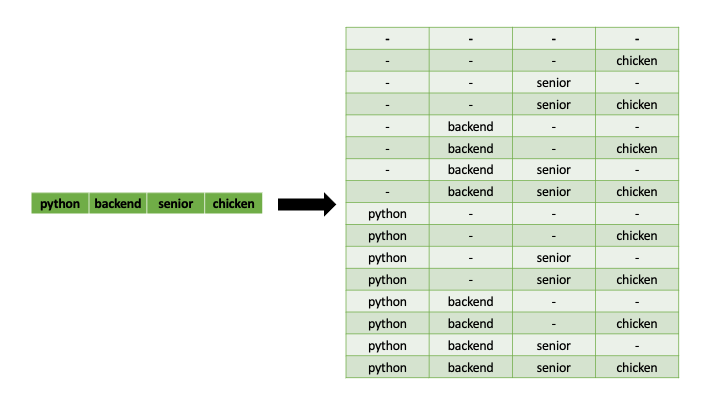 python backend senior chicken
- - - -
- - - chicken
- - senior -
- - senior chicken
- backend - -
- backend - chicken
- backend senior -
- backend senior chicken
python - - -
python - - chicken
python - senior -
python - senior chicken
python backend - -
python backend - chicken
python backend senior -
python backend senior chicken